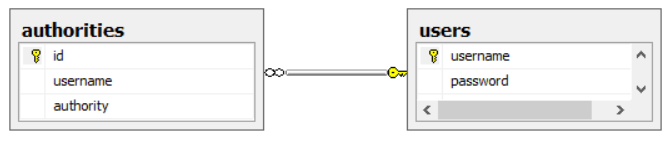 authorities
id
username
authority
users
username
password